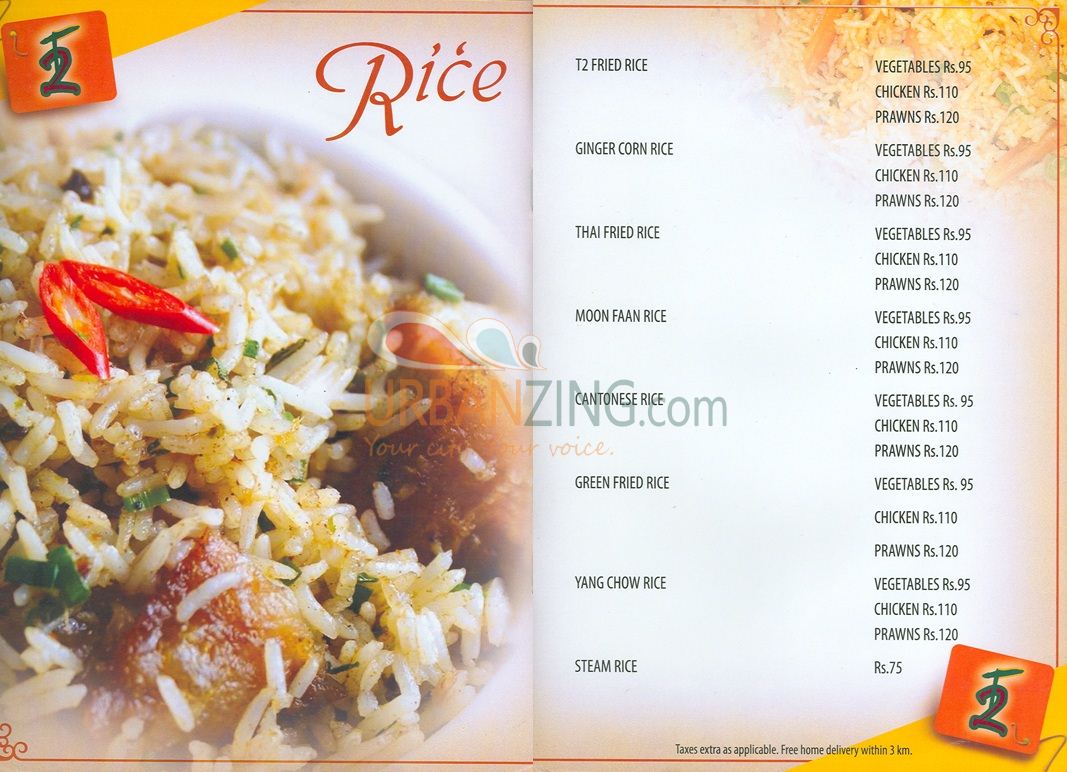 Rice
T2 FRIED RICE VEGETABLES Rs.95
CHICKEN Rs.110
PRAWNS Rs.120
GINGER CORN RICE VEGETABLES Rs.95
CHICKEN Rs.110
PRAWNS Rs.120
THAI FRIED RICE VEGETABLES Rs.95
CHICKEN Rs.110
PRAWNS Rs.120
MOON FAAN RICE VEGETABLES Rs.95
CHICKEN Rs.110
PRAWNS Rs.120
URBANZING.com
Your city. Your voice.
CANTONESE RICE VEGETABLES Rs. 95
CHICKEN Rs.110
PRAWNS Rs.120
GREEN FRIED RICE VEGETABLES Rs. 95
CHICKEN Rs.110
PRAWNS Rs.120
YANG CHOW RICE VEGETABLES Rs.95
CHICKEN Rs.110
PRAWNS Rs.120
STEAM RICE Rs.75
T2
Taxes extra as applicable. Free home delivery within 3 km.